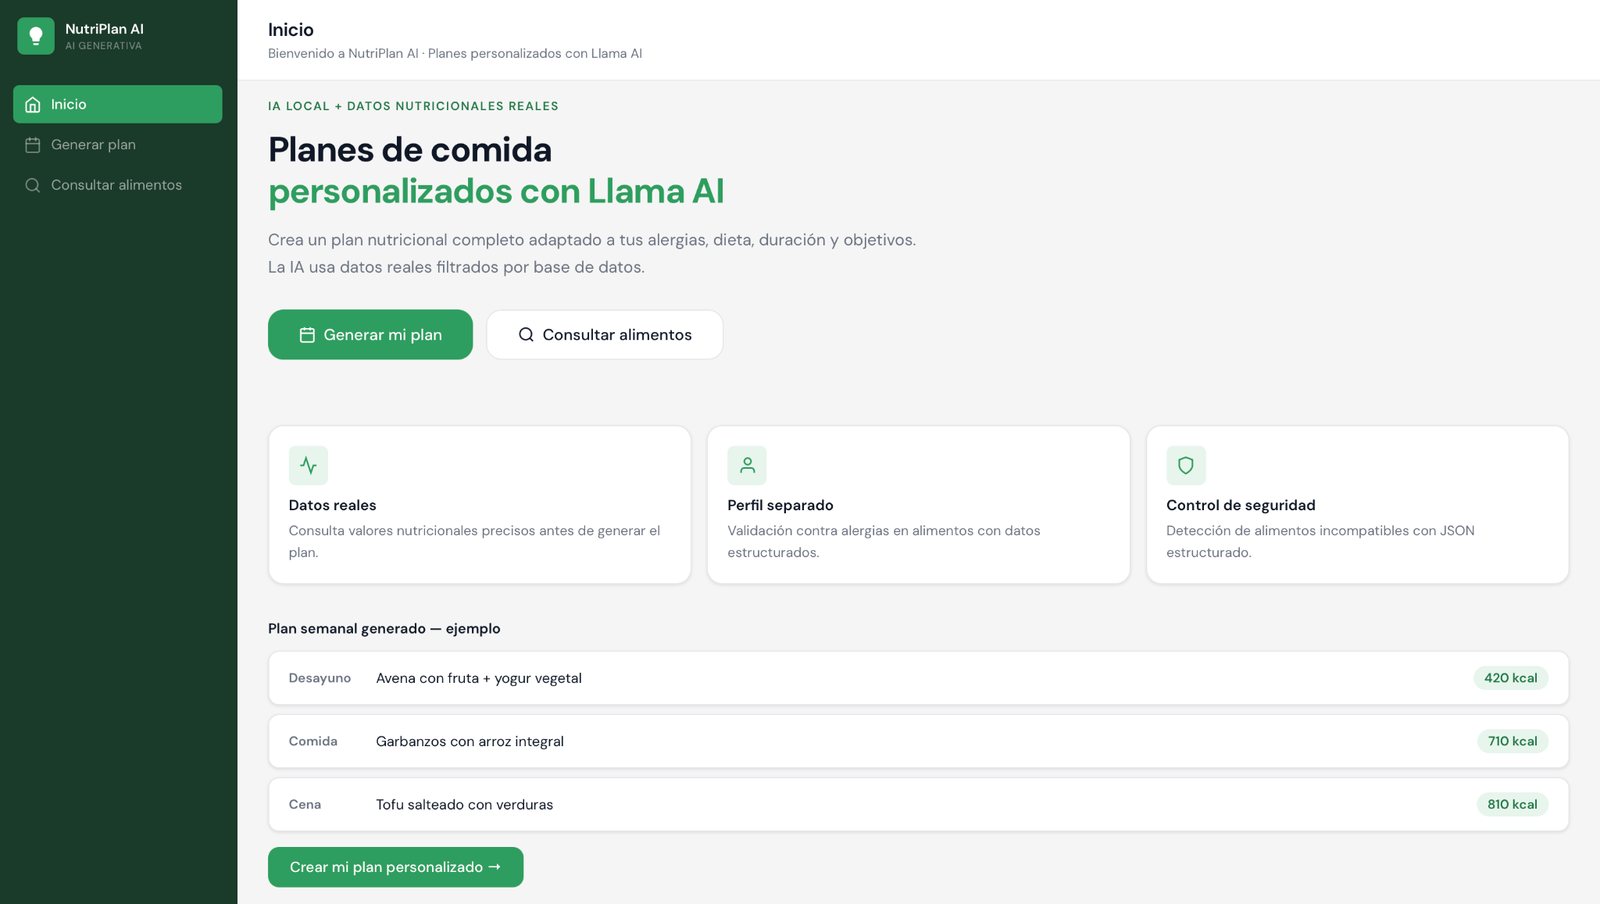 NutriPlan AI
AI GENERATIVA
Inicio
Generar plan
Consultar alimentos
Inicio
Bienvenido a NutriPlan AI · Planes personalizados con Llama AI
IA LOCAL + DATOS NUTRICIONALES REALES
Planes de comida
personalizados con Llama AI
Crea un plan nutricional completo adaptado a tus alergias, dieta, duración y objetivos.
La IA usa datos reales filtrados por base de datos.
Generar mi plan
Consultar alimentos
Datos reales
Consulta valores nutricionales precisos antes de generar el
plan.
Perfil separado
Validación contra alergias en alimentos con datos
estructurados.
Control de seguridad
Detección de alimentos incompatibles con JSON
estructurado.
Plan semanal generado — ejemplo
Desayuno Avena con fruta + yogur vegetal 420 kcal
Comida Garbanzos con arroz integral 710 kcal
Cena Tofu salteado con verduras 810 kcal
Crear mi plan personalizado →